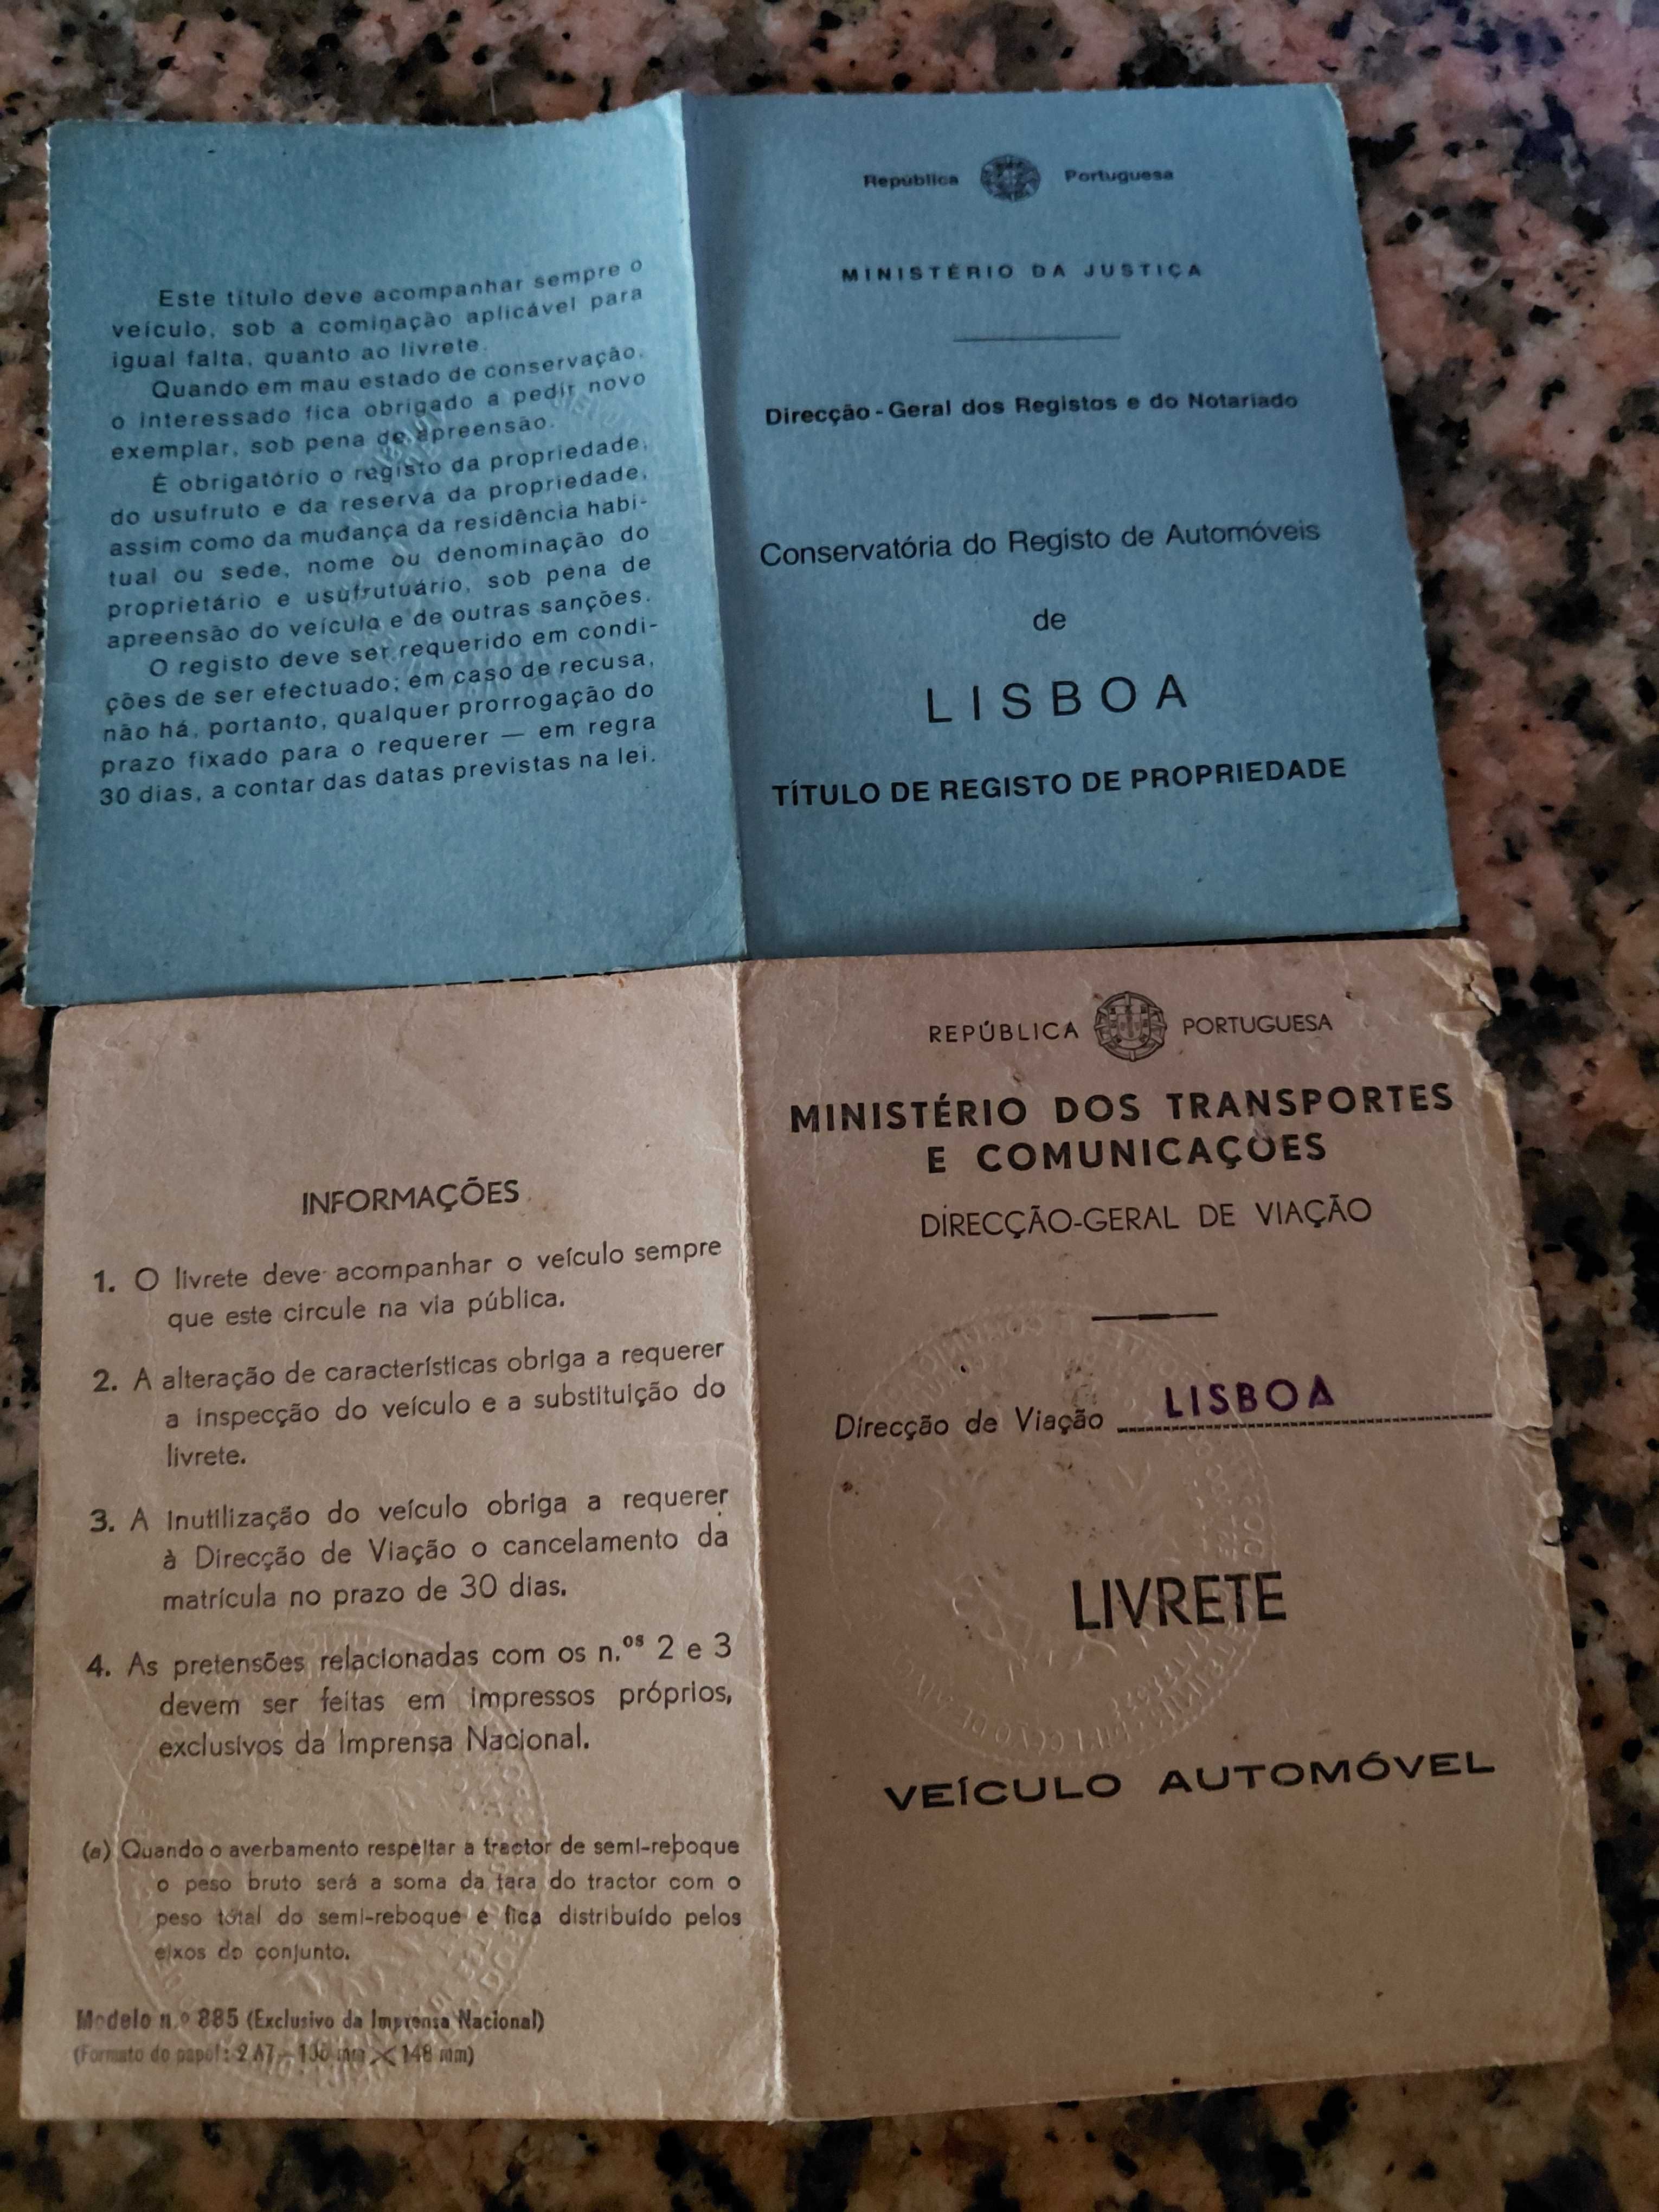 Este título deve acompanhar sempre o
veículo, sob a cominação aplicável para
igual falta, quanto ao livrete.
Quando em mau estado de conservação,
o interessado fica obrigado a pedir novo
exemplar, sob pena de apreensão.
É obrigatório o registo da propriedade,
do usufruto e da reserva da propriedade,
assim como da mudança da residência habi-
tual ou sede, nome ou denominação do
proprietário e usufrutuário, sob pena de
apreensão do veículo e de outras sanções.
O registo deve ser requerido em condi-
ções de ser efectuado; em caso de recusa,
não há, portanto, qualquer prorrogação do
prazo fixado para o requerer — em regra
30 dias, a contar das datas previstas na lei.
República Portuguesa
MINISTÉRIO DA JUSTIÇA
Direcção-Geral dos Registos e do Notariado
Conservatória do Registo de Automóveis
de
LISBOA
TÍTULO DE REGISTO DE PROPRIEDADE
INFORMAÇÕES
1. O livrete deve acompanhar o veículo sempre
que este circule na via pública.
2. A alteração de características obriga a requerer
a inspecção do veículo e a substituição do
livrete.
3. A inutilização do veículo obriga a requerer
à Direcção de Viação o cancelamento da
matrícula no prazo de 30 dias.
4. As pretensões relacionadas com os n.os 2 e 3
devem ser feitas em impressos próprios,
exclusivos da Imprensa Nacional.
(a) Quando o averbamento respeitar a tractor de semi-reboque
o peso bruto será a soma da tara do tractor com o
peso total do semi-reboque e fica distribuído pelos
eixos do conjunto.
Modelo n.º 885 (Exclusivo da Imprensa Nacional)
(Formato do papel: 2 A7 — 105 mm × 148 mm)
REPÚBLICA PORTUGUESA
MINISTÉRIO DOS TRANSPORTES
E COMUNICAÇÕES
DIRECÇÃO-GERAL DE VIAÇÃO
Direcção de Viação LISBOA
LIVRETE
VEÍCULO AUTOMÓVEL